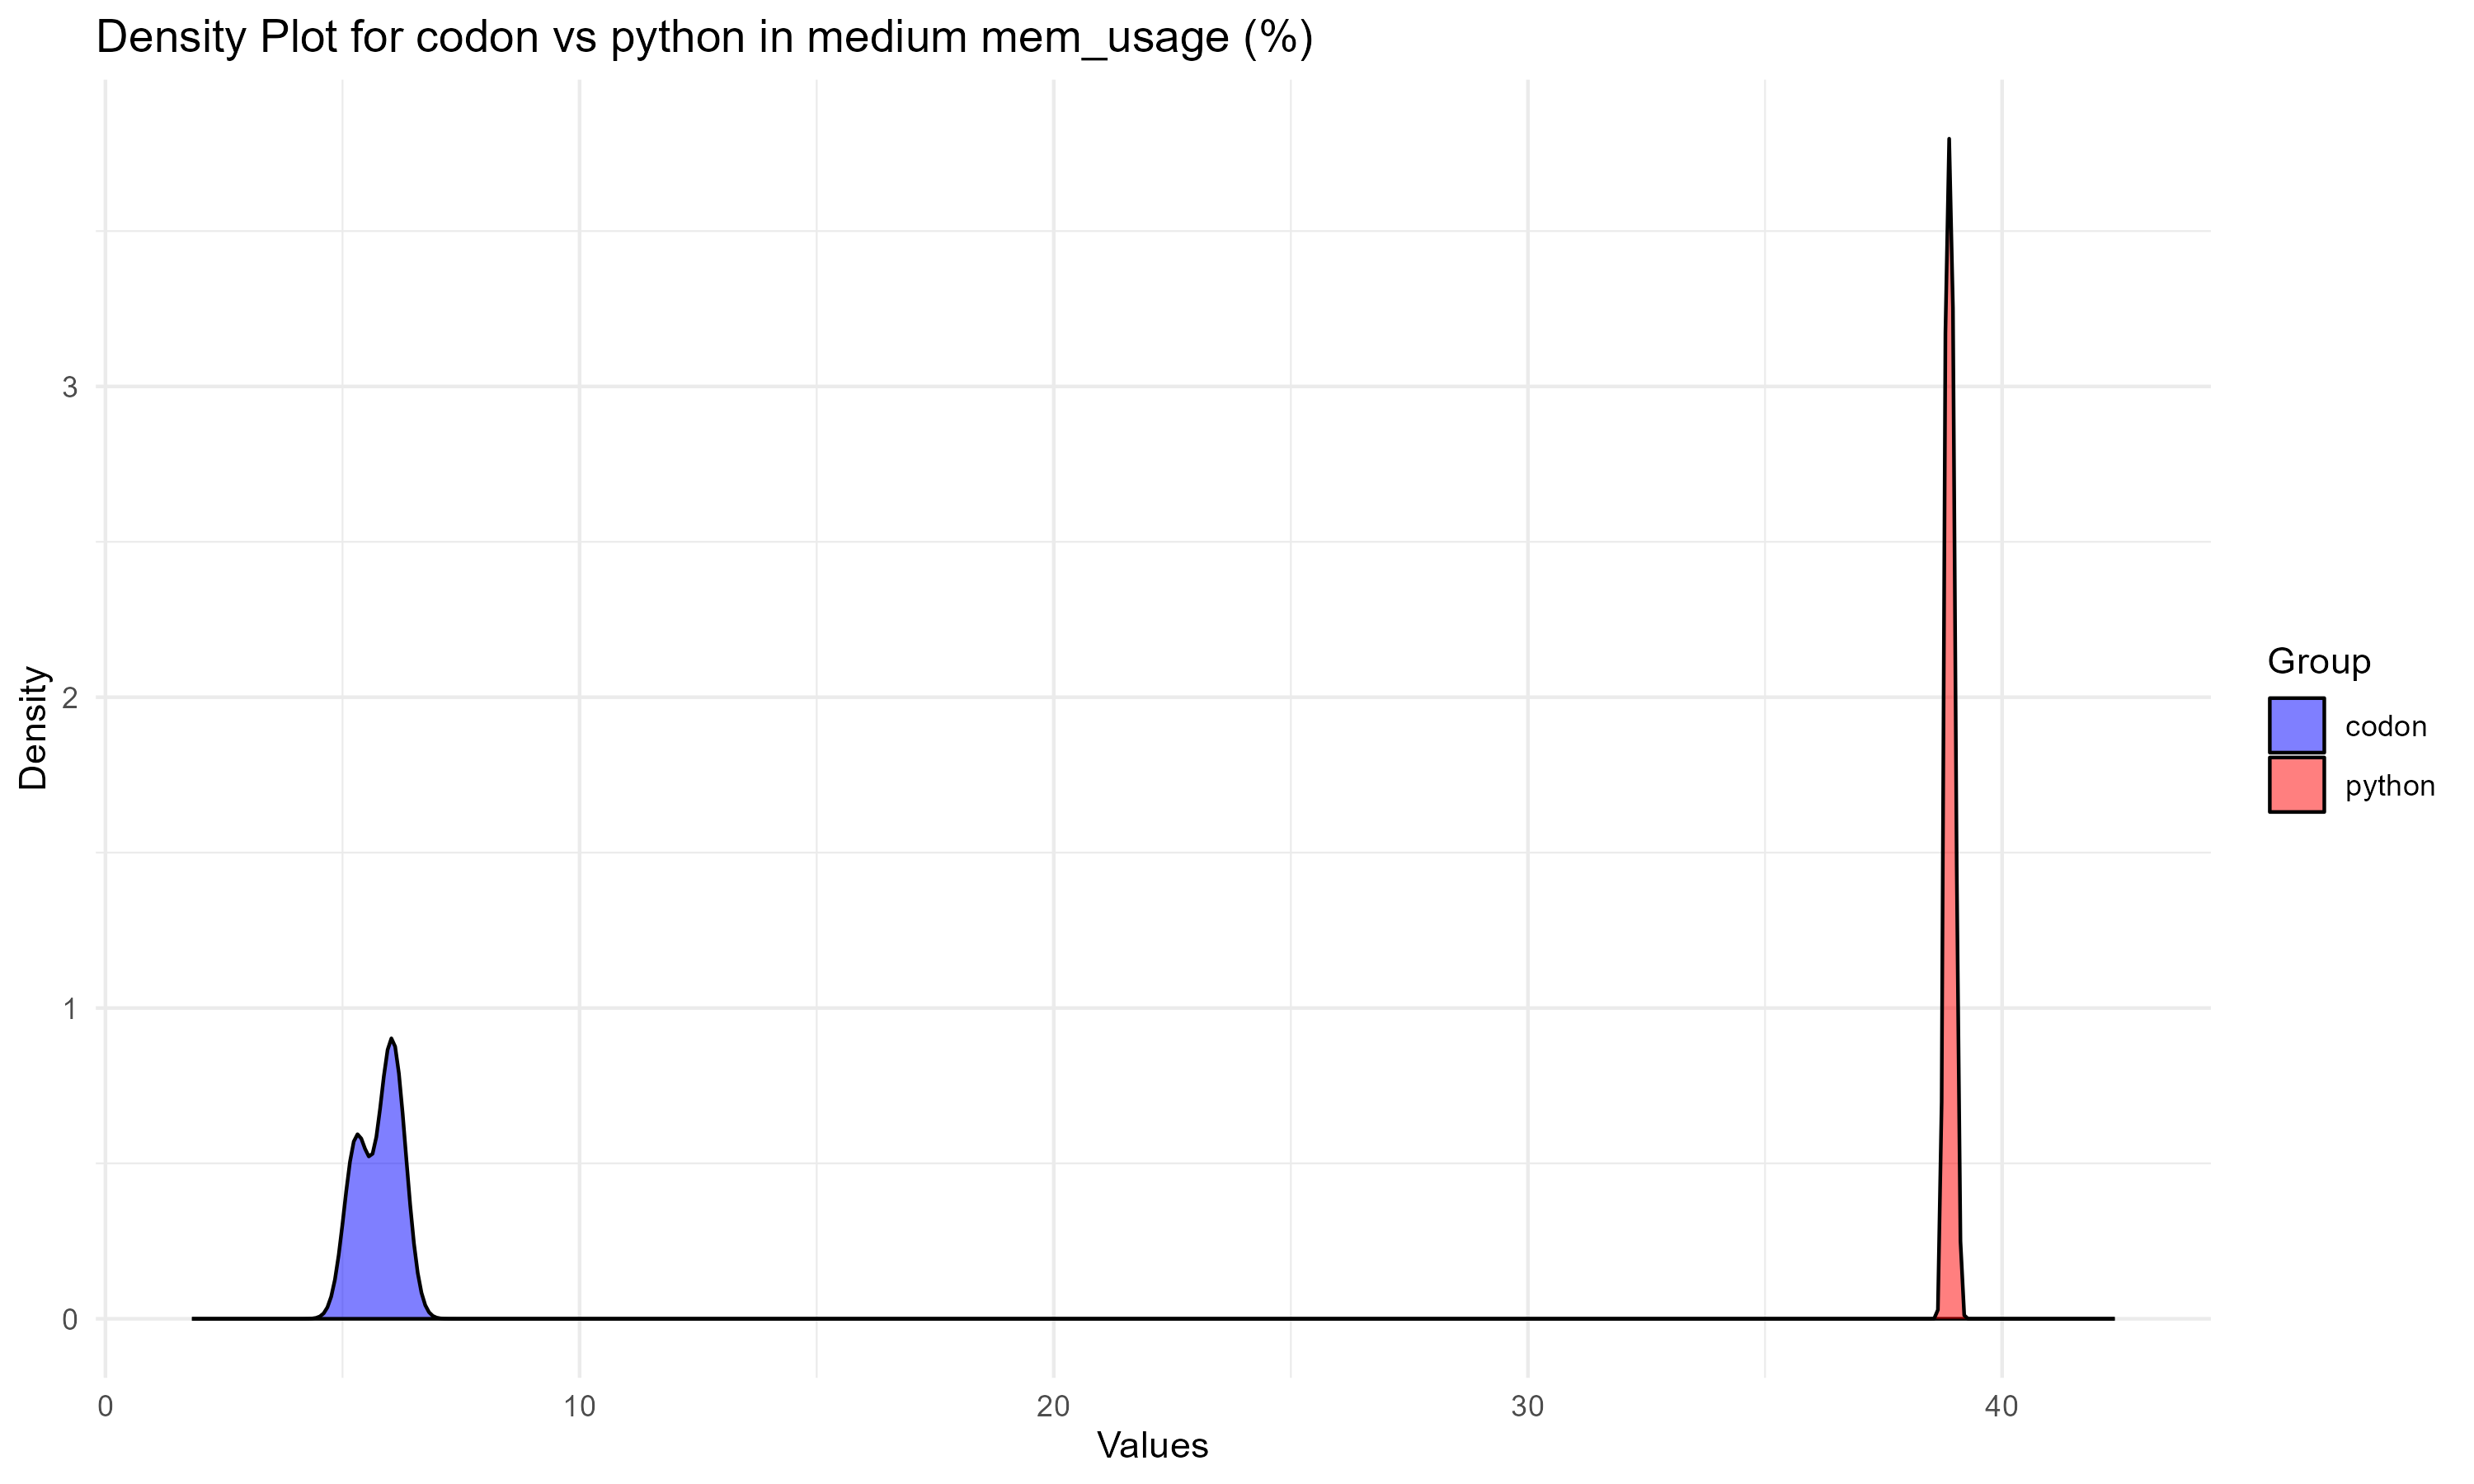 Density Plot for codon vs python in medium mem_usage (%)
Density
3
2
1
0
0 10 20 30 40
Values
Group
codon
python